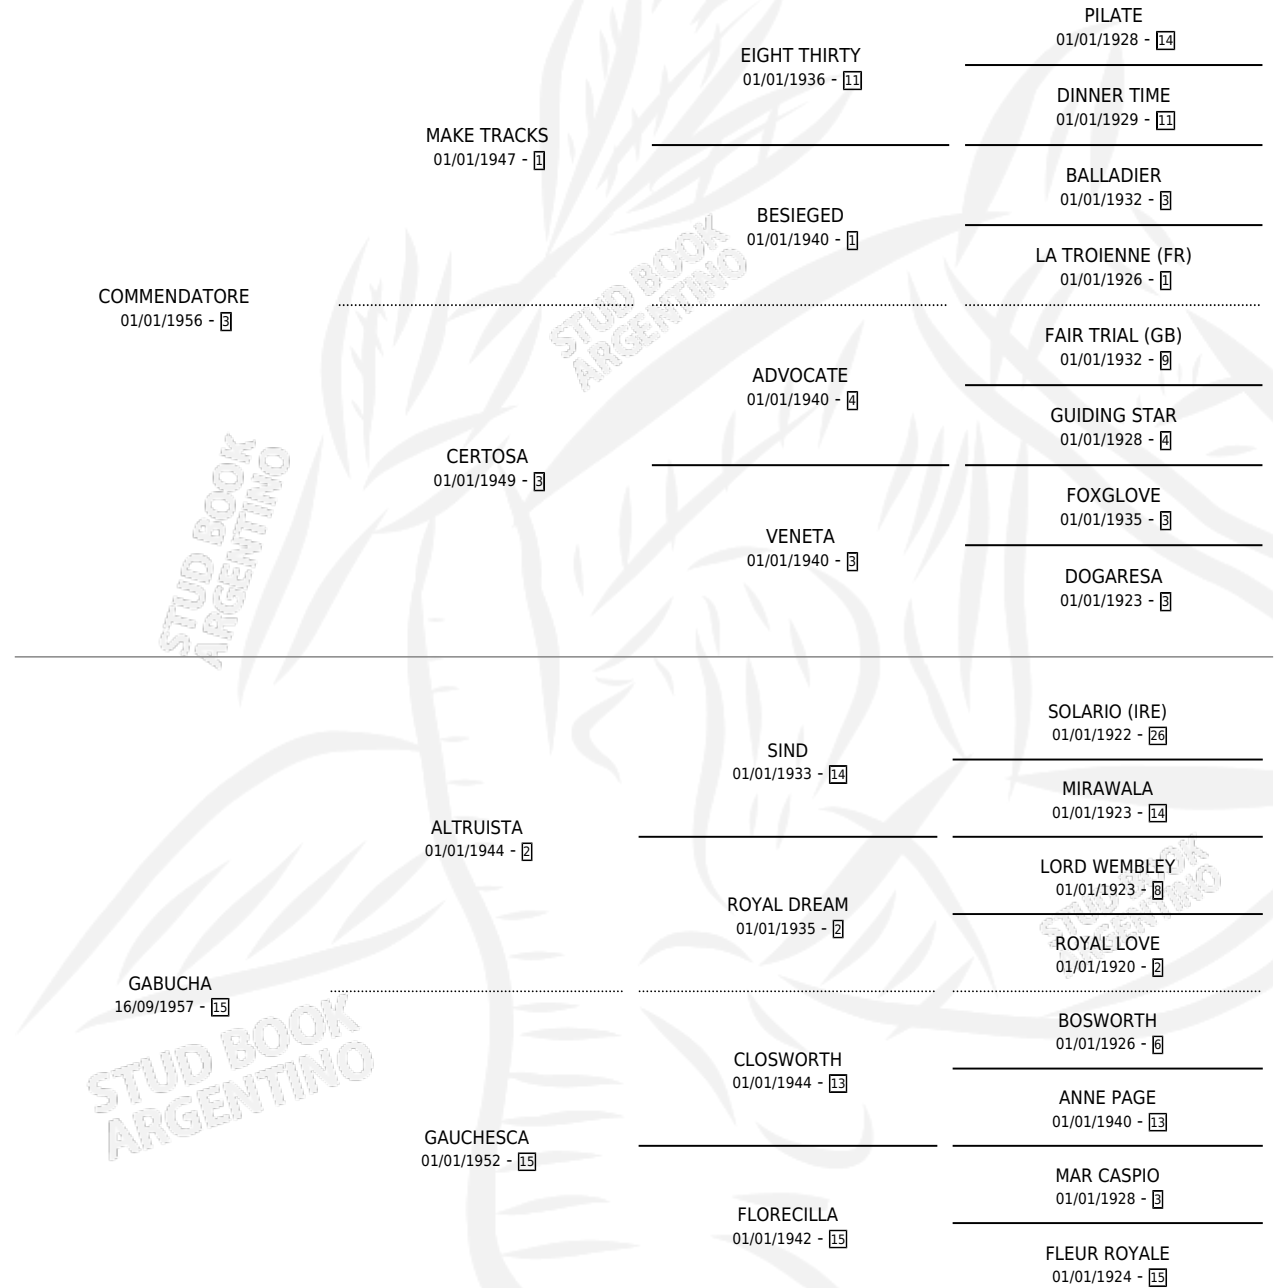 PILATE
01/01/1928 - 14
EIGHT THIRTY
01/01/1936 - 11
DINNER TIME
01/01/1929 - 11
MAKE TRACKS
01/01/1947 - 1
BALLADIER
01/01/1932 - 3
BESIEGED
01/01/1940 - 1
LA TROIENNE (FR)
01/01/1926 - 1
COMMENDATORE
01/01/1956 - 3
FAIR TRIAL (GB)
01/01/1932 - 9
ADVOCATE
01/01/1940 - 4
GUIDING STAR
01/01/1928 - 4
CERTOSA
01/01/1949 - 3
FOXGLOVE
01/01/1935 - 3
VENETA
01/01/1940 - 3
DOGARESA
01/01/1923 - 3
SOLARIO (IRE)
01/01/1922 - 26
SIND
01/01/1933 - 14
MIRAWALA
01/01/1923 - 14
ALTRUISTA
01/01/1944 - 2
LORD WEMBLEY
01/01/1923 - 8
ROYAL DREAM
01/01/1935 - 2
ROYAL LOVE
01/01/1920 - 2
GABUCHA
16/09/1957 - 15
BOSWORTH
01/01/1926 - 6
CLOSWORTH
01/01/1944 - 13
ANNE PAGE
01/01/1940 - 13
GAUCHESCA
01/01/1952 - 15
MAR CASPIO
01/01/1928 - 3
FLORECILLA
01/01/1942 - 15
FLEUR ROYALE
01/01/1924 - 15
STUD BOOK
ARGENTINO
STUD BOOK
ARGENTINO
STUD BOOK
ARGENTINO
STUD BOOK
ARGENTINO